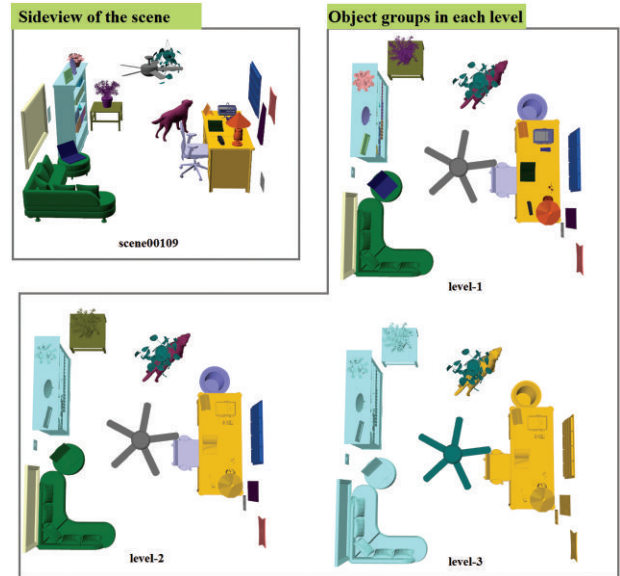 Sideview of the scene
Object groups in each level
scene00109
level-1
level-2
level-3